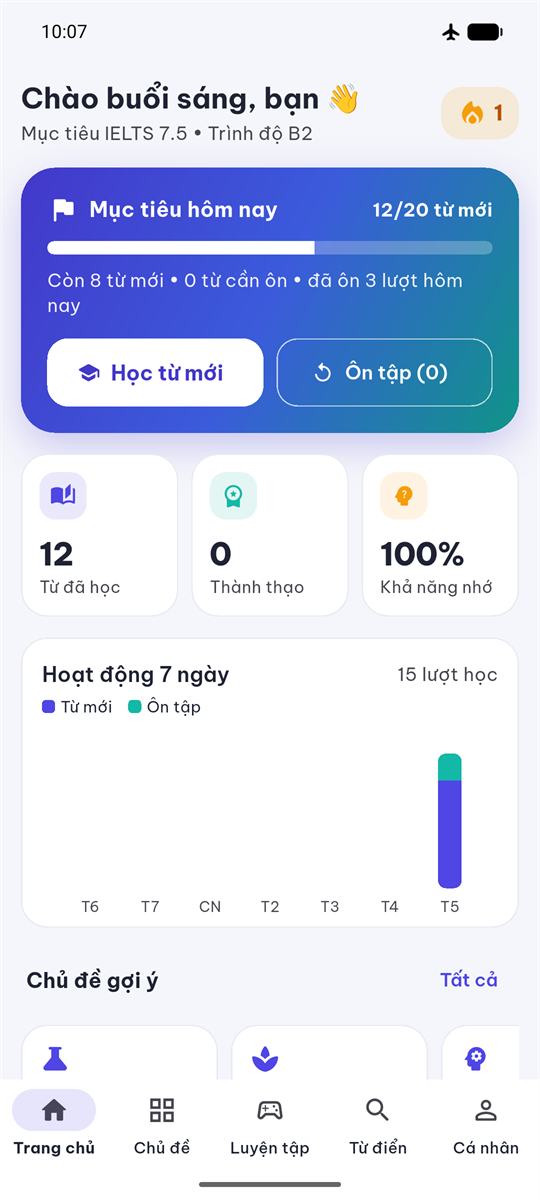 10:07
Chào buổi sáng, bạn 👋
Mục tiêu IELTS 7.5 • Trình độ B2
1
Mục tiêu hôm nay
12/20 từ mới
Còn 8 từ mới • 0 từ cần ôn • đã ôn 3 lượt hôm
nay
Học từ mới
Ôn tập (0)
12
Từ đã học
0
Thành thạo
100%
Khả năng nhớ
Hoạt động 7 ngày
15 lượt học
Từ mới
Ôn tập
T6 T7 CN T2 T3 T4 T5
Chủ đề gợi ý
Tất cả
Trang chủ
Chủ đề
Luyện tập
Từ điển
Cá nhân